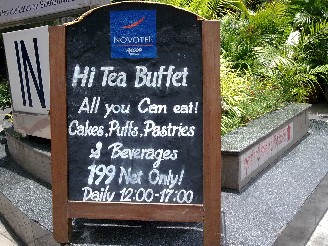 NOVOTEL
Hi Tea Buffet
All you Can eat!
Cakes, Puffs, Pastries
& Beverages
199 Net Only!
Daily 12:00-17:00
IN